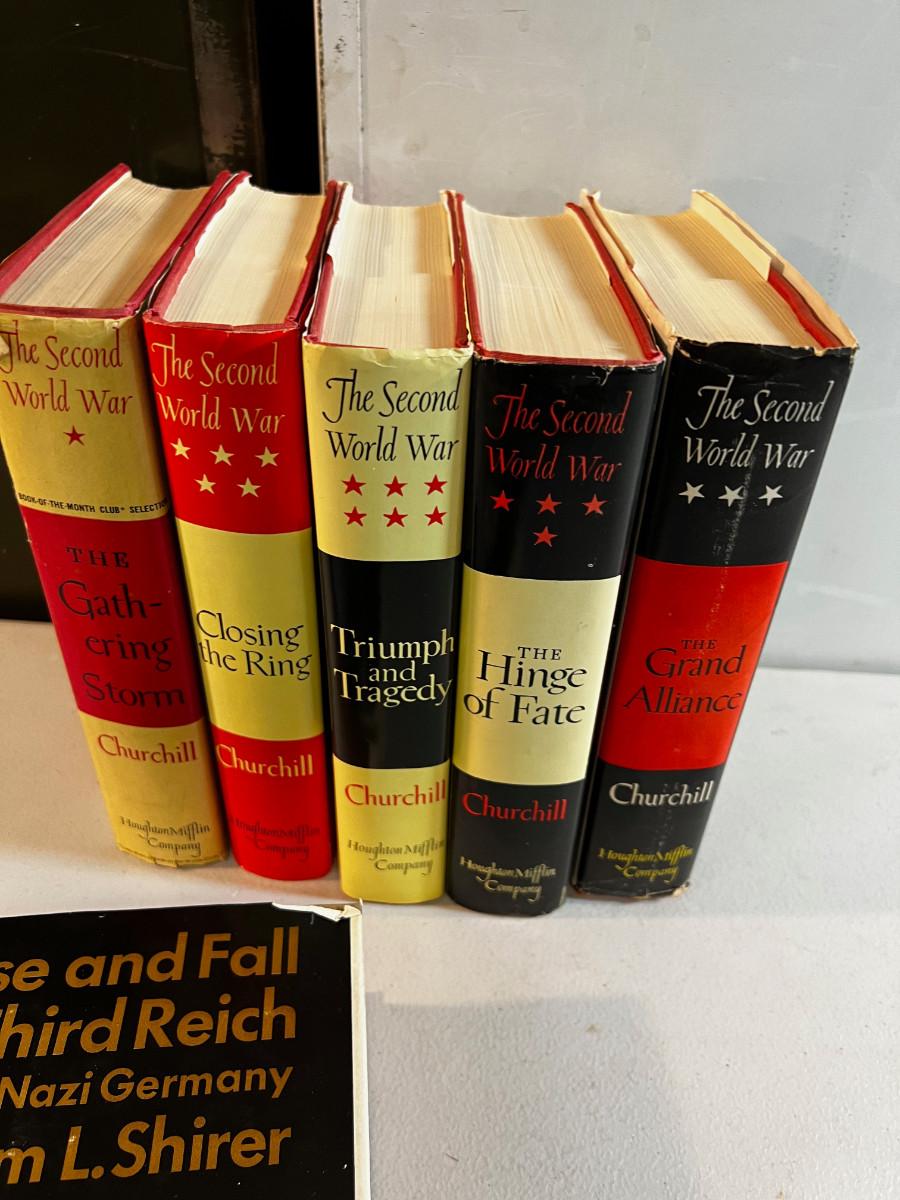 The Second
World War
BOOK-OF-THE-MONTH CLUB® SELECTION
THE
Gath-
ering
Storm
Churchill
Houghton Mifflin
Company
The Second
World War
Closing
the Ring
Churchill
Houghton Mifflin
Company
The Second
World War
Triumph
and
Tragedy
Churchill
Houghton Mifflin
Company
The Second
World War
THE
Hinge
of Fate
Churchill
Houghton Mifflin
Company
The Second
World War
THE
Grand
Alliance
Churchill
Houghton Mifflin
Company
se and Fall
Third Reich
Nazi Germany
m L. Shirer